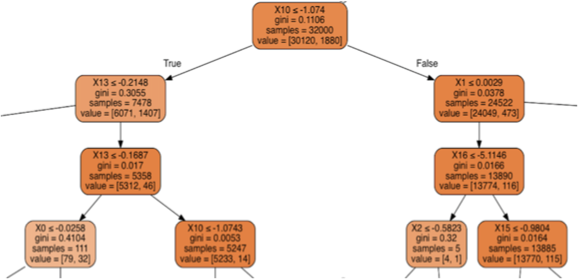 X10 ≤ -1.074
gini = 0.1106
samples = 32000
value = [30120, 1880]
True
False
X13 ≤ -0.2148
gini = 0.3055
samples = 7478
value = [6071, 1407]
X1 ≤ 0.0029
gini = 0.0378
samples = 24522
value = [24049, 473]
X13 ≤ -0.1687
gini = 0.017
samples = 5358
value = [5312, 46]
X16 ≤ -5.1146
gini = 0.0166
samples = 13890
value = [13774, 116]
X0 ≤ -0.0258
gini = 0.4104
samples = 111
value = [79, 32]
X10 ≤ -1.0743
gini = 0.0053
samples = 5247
value = [5233, 14]
X2 ≤ -0.5823
gini = 0.32
samples = 5
value = [4, 1]
X15 ≤ -0.9804
gini = 0.0164
samples = 13885
value = [13770, 115]